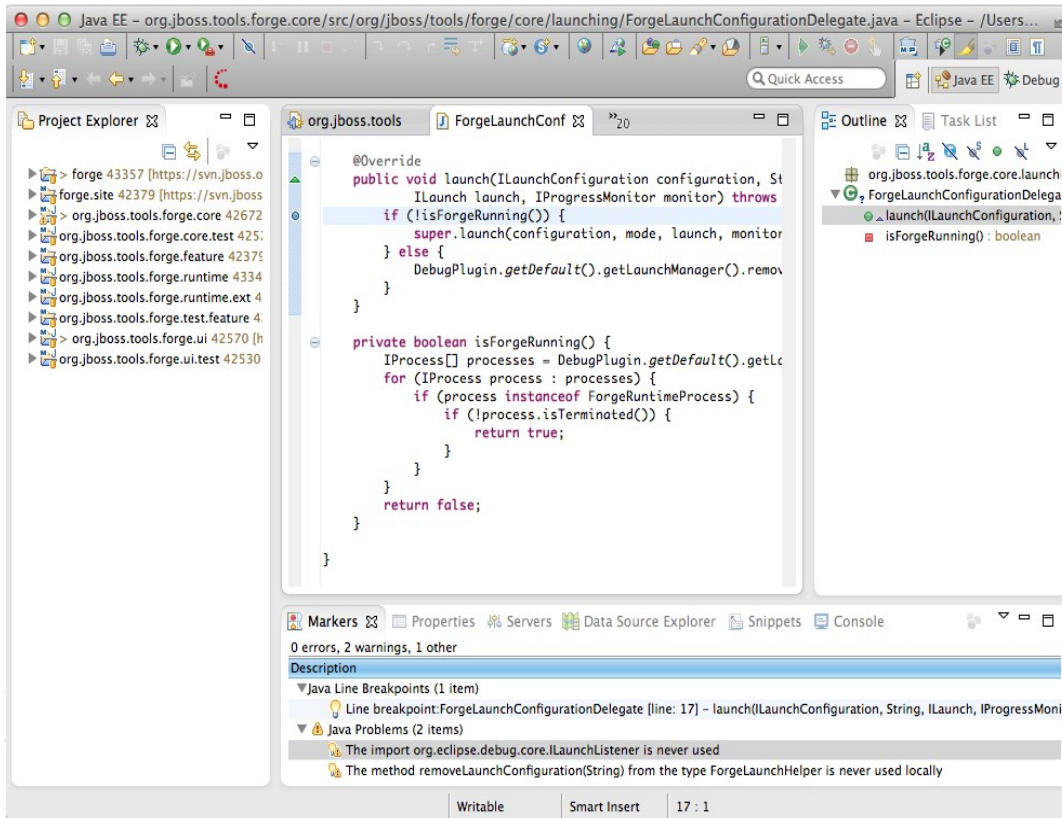 Java EE – org.jboss.tools.forge.core/src/org/jboss/tools/forge/core/launching/ForgeLaunchConfigurationDelegate.java – Eclipse – /Users...
Quick Access
Java EE
Debug
Project Explorer
> forge 43357 [https://svn.jboss.o
forge.site 42379 [https://svn.jboss
> org.jboss.tools.forge.core 42672
org.jboss.tools.forge.core.test 425
org.jboss.tools.forge.feature 42379
org.jboss.tools.forge.runtime 4334
org.jboss.tools.forge.runtime.ext 4
org.jboss.tools.forge.test.feature 4
> org.jboss.tools.forge.ui 42570 [h
org.jboss.tools.forge.ui.test 42530
org.jboss.tools
ForgeLaunchConf
»20
@Override
public void launch(ILaunchConfiguration configuration, St
ILaunch launch, IProgressMonitor monitor) throws
if (!isForgeRunning()) {
super.launch(configuration, mode, launch, monitor
} else {
DebugPlugin.getDefault().getLaunchManager().remov
}
}
private boolean isForgeRunning() {
IProcess[] processes = DebugPlugin.getDefault().getLa
for (IProcess process : processes) {
if (process instanceof ForgeRuntimeProcess) {
if (!process.isTerminated()) {
return true;
}
}
}
return false;
}
}
Outline
Task List
org.jboss.tools.forge.core.launchi
ForgeLaunchConfigurationDelega
launch(ILaunchConfiguration, S
isForgeRunning() : boolean
Markers
Properties
Servers
Data Source Explorer
Snippets
Console
0 errors, 2 warnings, 1 other
Description
Java Line Breakpoints (1 item)
Line breakpoint:ForgeLaunchConfigurationDelegate [line: 17] – launch(ILaunchConfiguration, String, ILaunch, IProgressMoni
Java Problems (2 items)
The import org.eclipse.debug.core.ILaunchListener is never used
The method removeLaunchConfiguration(String) from the type ForgeLaunchHelper is never used locally
Writable
Smart Insert
17 : 1